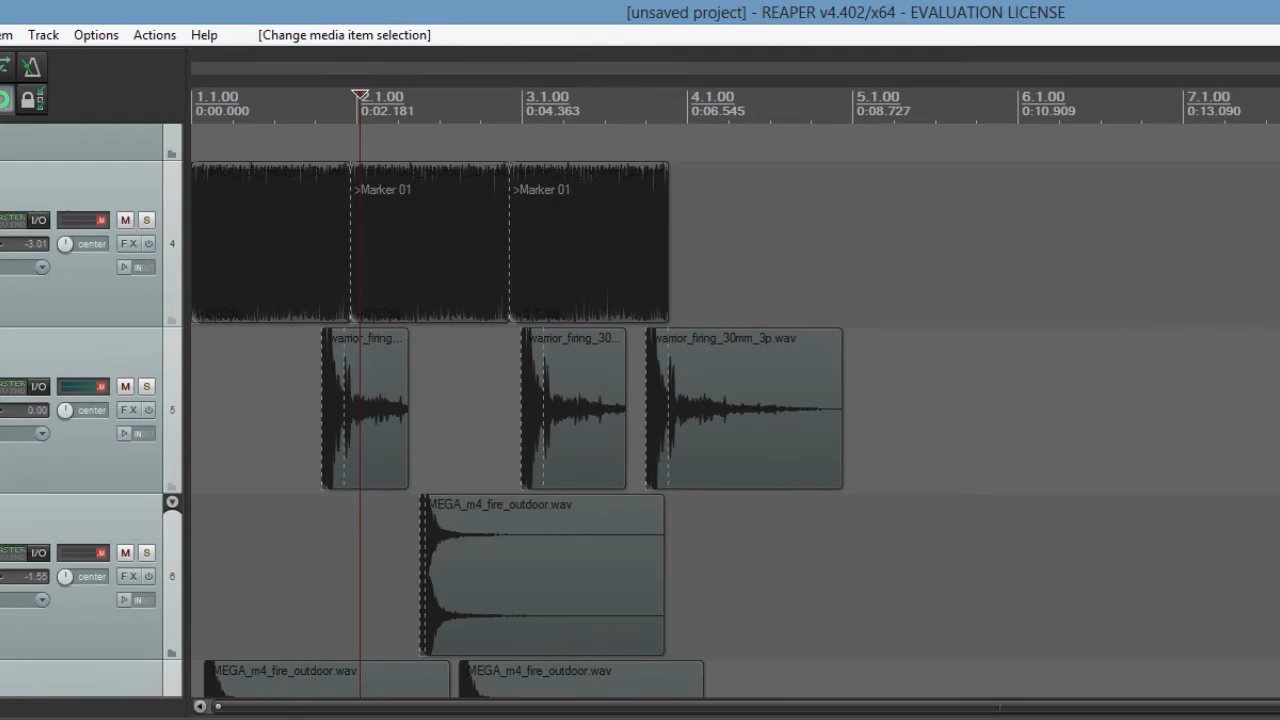 [unsaved project] - REAPER v4.402/x64 - EVALUATION LICENSE
em Track Options Actions Help [Change media item selection]
1.1.00 2.1.00 3.1.00 4.1.00 5.1.00 6.1.00 7.1.00
0:00.000 0:02.181 0:04.363 0:06.545 0:08.727 0:10.909 0:13.090
>Marker 01 >Marker 01
I/O M S
-3.01 center FX 4
IN
warrior_firing... warrior_firing_30... warrior_firing_30mm_3p.wav
I/O M S
0.00 center FX 5
IN
MEGA_m4_fire_outdoor.wav
I/O M S
-1.55 center FX 6
IN
MEGA_m4_fire_outdoor.wav MEGA_m4_fire_outdoor.wav